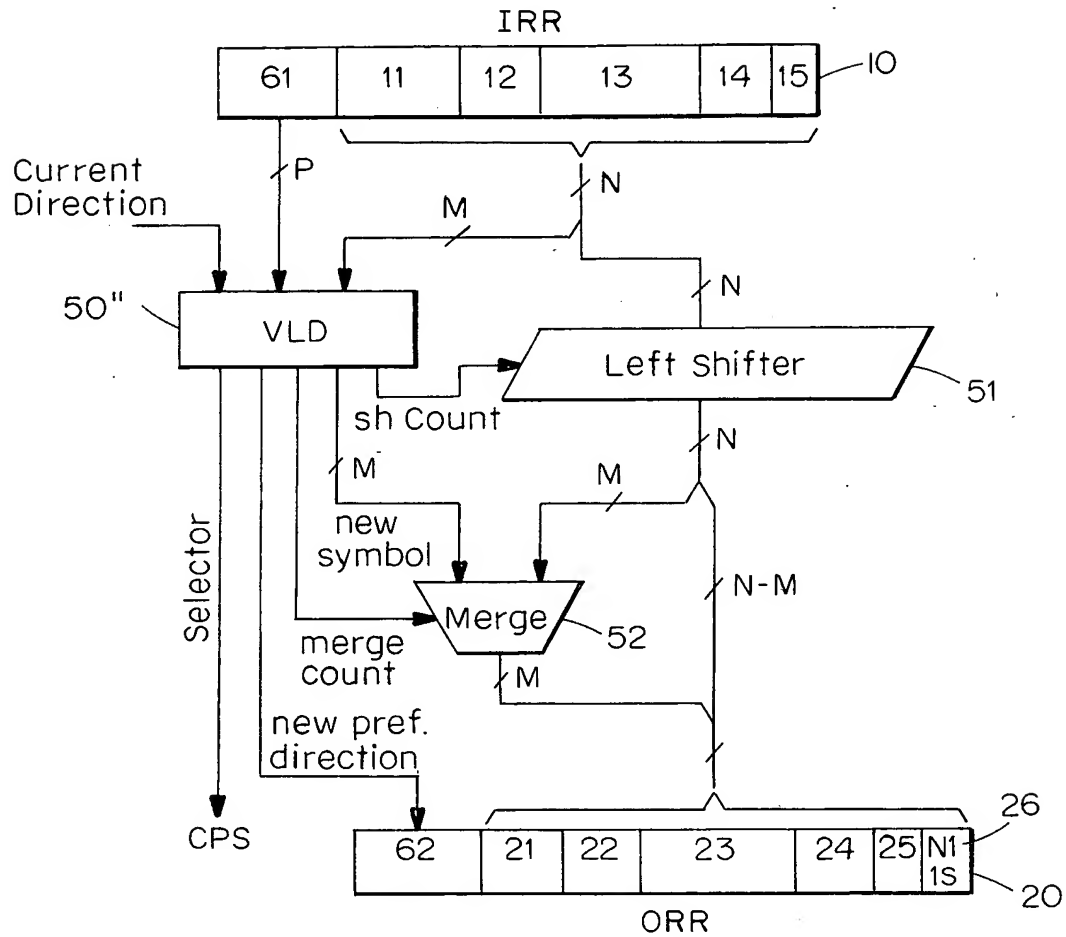 IRR
61 11 12 13 14 15
10
P
N
M
Current
Direction
N
50"
VLD
Left Shifter
51
sh Count
N
M
M
new
symbol
N-M
Selector
Merge
52
merge
count
M
new pref.
direction
CPS
26
62 21 22 23 24 25 N1
1S
20
ORR